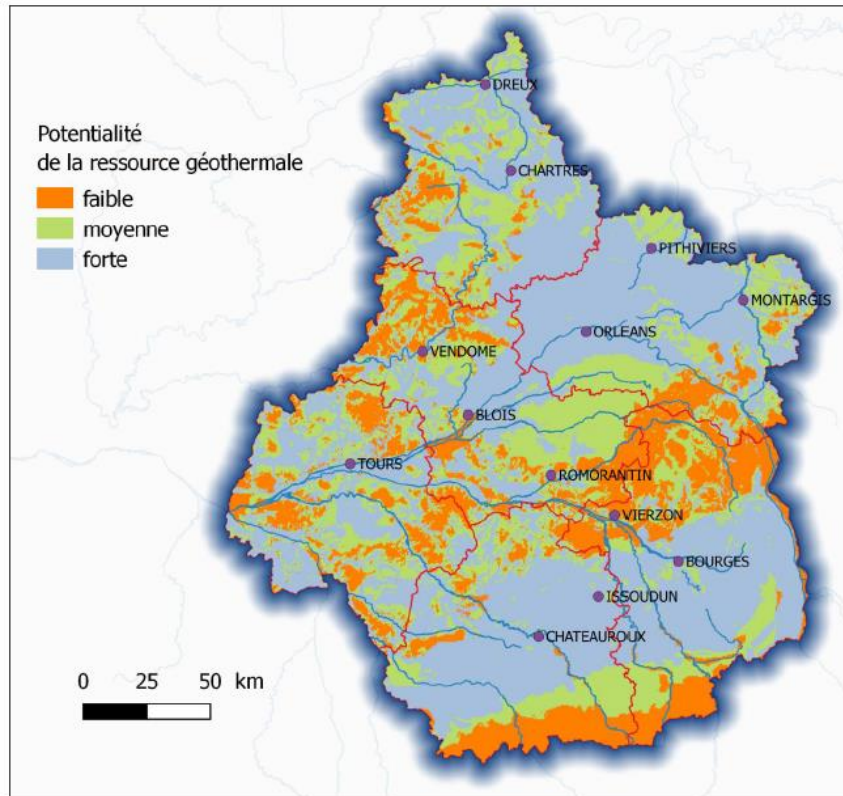 Potentialité
de la ressource géothermale
faible
moyenne
forte
DREUX
CHARTRES
PITHIVIERS
MONTARGIS
ORLEANS
VENDOME
BLOIS
TOURS
ROMORANTIN
VIERZON
BOURGES
ISSOUDUN
CHATEAUROUX
0 25 50 km